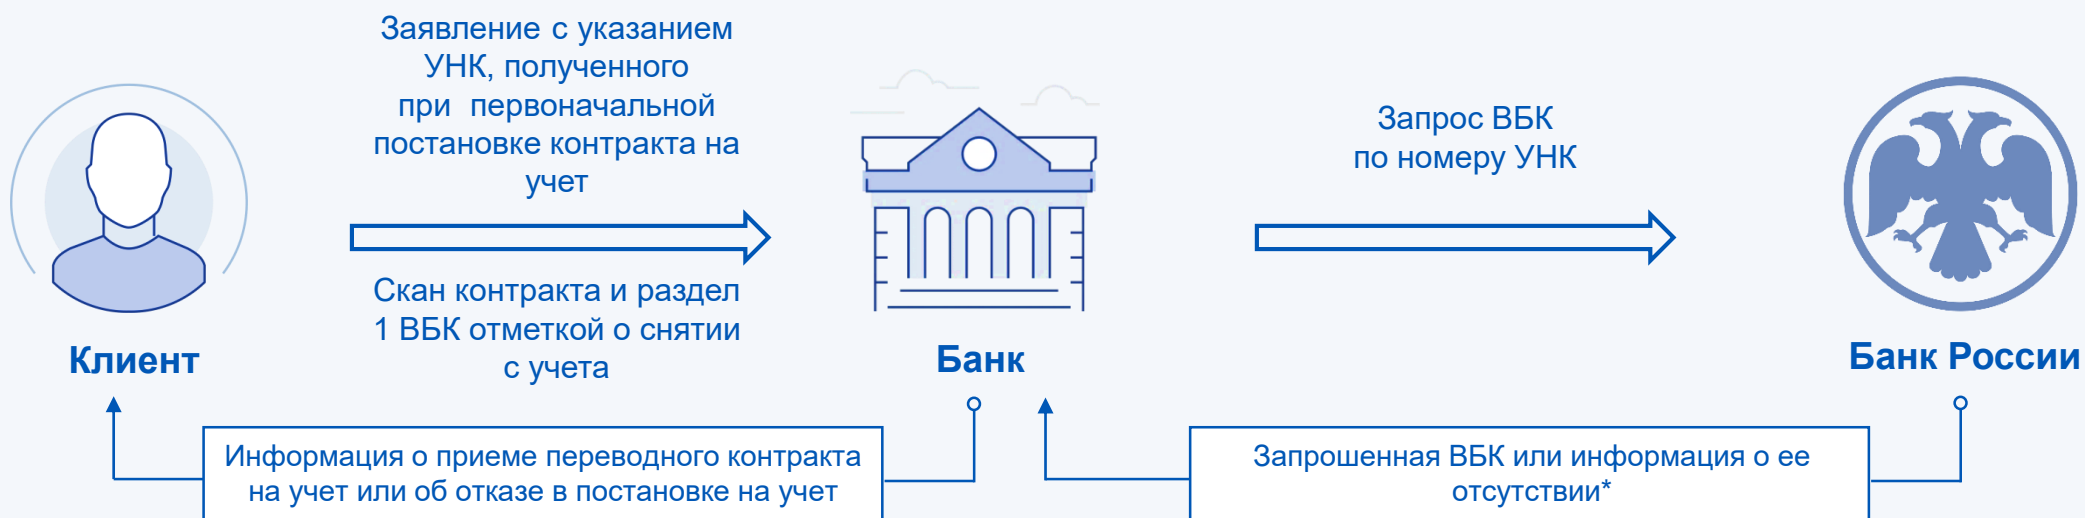 Заявление с указанием
УНК, полученного
при первоначальной
постановке контракта на
учет
Скан контракта и раздел
1 ВБК отметкой о снятии
с учета
Запрос ВБК
по номеру УНК
Клиент
Банк
Банк России
Информация о приеме переводного контракта
на учет или об отказе в постановке на учет
Запрошенная ВБК или информация о ее
отсутствии*